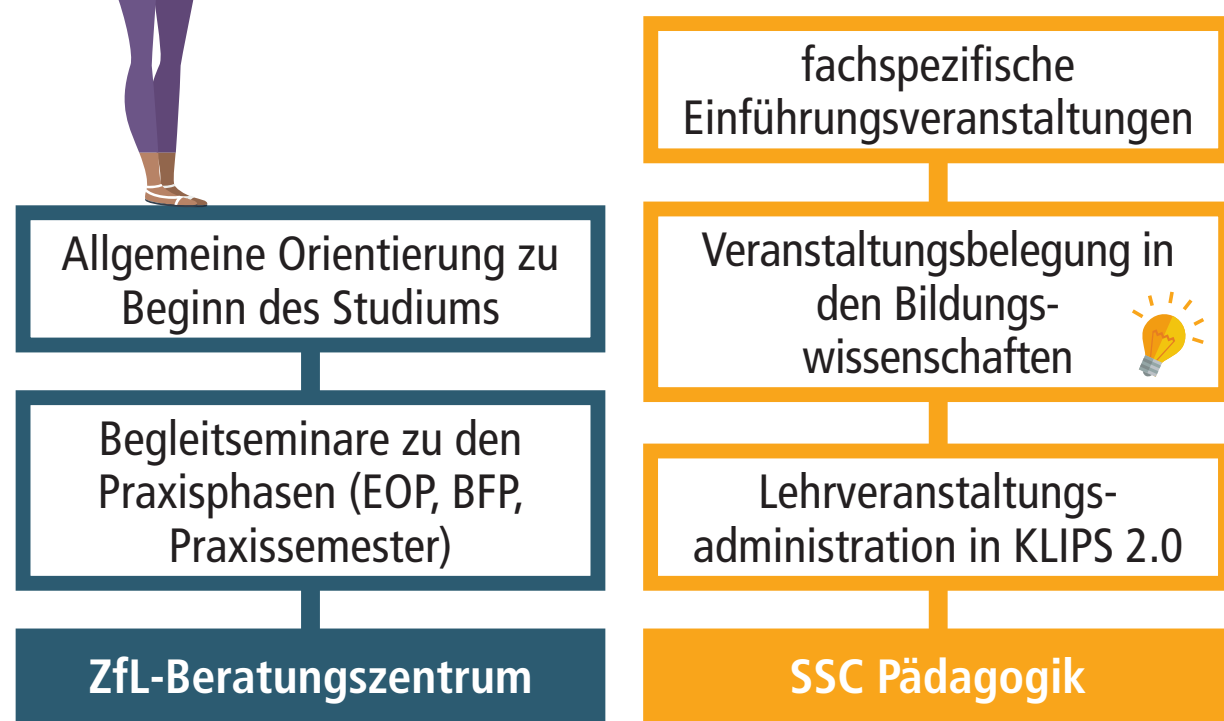 Allgemeine Orientierung zu
Beginn des Studiums
Begleitseminare zu den
Praxisphasen (EOP, BFP,
Praxissemester)
ZfL-Beratungszentrum
fachspezifische
Einführungsveranstaltungen
Veranstaltungsbelegung in
den Bildungs-
wissenschaften
Lehrveranstaltungs-
administration in KLIPS 2.0
SSC Pädagogik